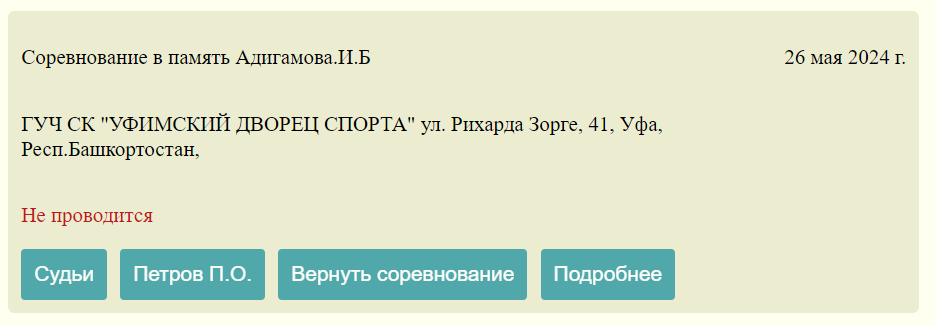 Соревнование в память Адигамова.И.Б
26 мая 2024 г.
ГУЧ СК "УФИМСКИЙ ДВОРЕЦ СПОРТА" ул. Рихарда Зорге, 41, Уфа,
Респ.Башкортостан,
Не проводится
Судьи
Петров П.О.
Вернуть соревнование
Подробнее